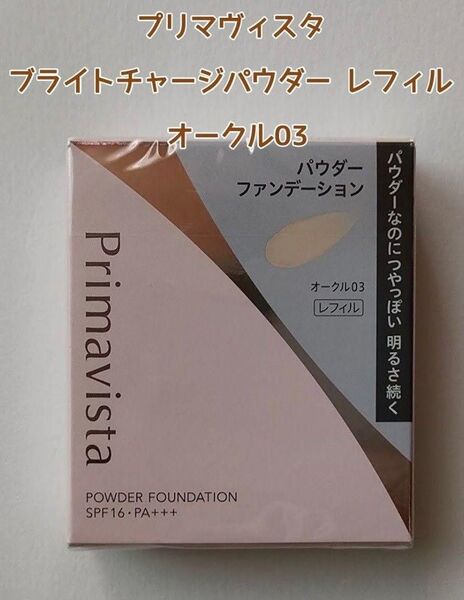 プリマヴィスタ
ブライトチャージパウダー レフィル
オークル03
パウダー
ファンデーション
オークル03
レフィル
パウダーなのにつやっぽい 明るさ続く
Primavista
POWDER FOUNDATION
SPF16・PA+++